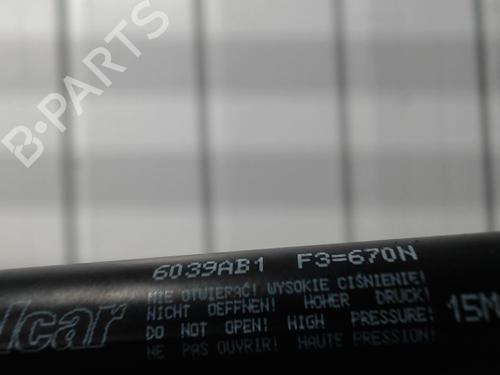 B-PARTS
6039AB1 F3=670N
NIE OTWIERAĆ! WYSOKIE CIŚNIENIE!
NICHT OEFFNEN! HOHER DRUCK!
DO NOT OPEN! HIGH PRESSURE!
NE PAS OUVRIR! HAUTE PRESSION!
lcar
15M